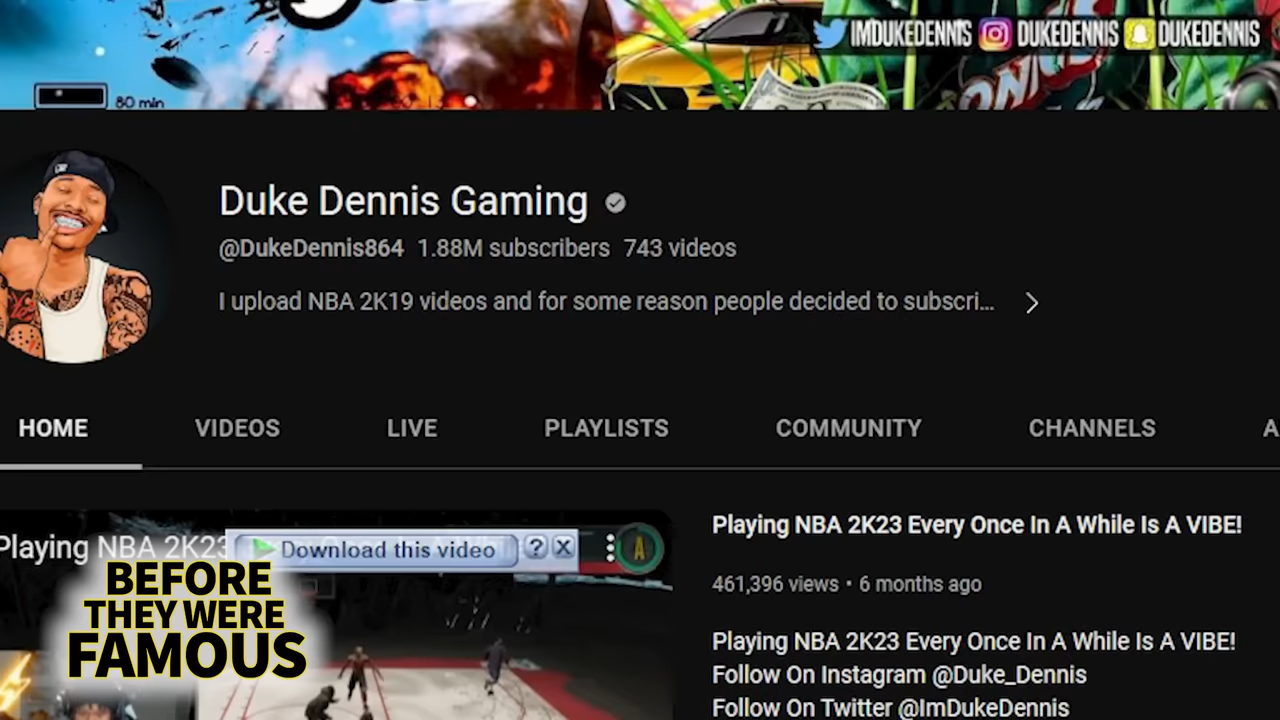 80 min
IMDUKEDENNIS DUKEDENNIS DUKEDENNIS
Duke Dennis Gaming
@DukeDennis864 1.88M subscribers 743 videos
I upload NBA 2K19 videos and for some reason people decided to subscri...
HOME VIDEOS LIVE PLAYLISTS COMMUNITY CHANNELS A
Playing NBA 2K23
Download this video ? X
BEFORE
THEY WERE
FAMOUS
Playing NBA 2K23 Every Once In A While Is A VIBE!
461,396 views • 6 months ago
Playing NBA 2K23 Every Once In A While Is A VIBE!
Follow On Instagram @Duke_Dennis
Follow On Twitter @ImDukeDennis